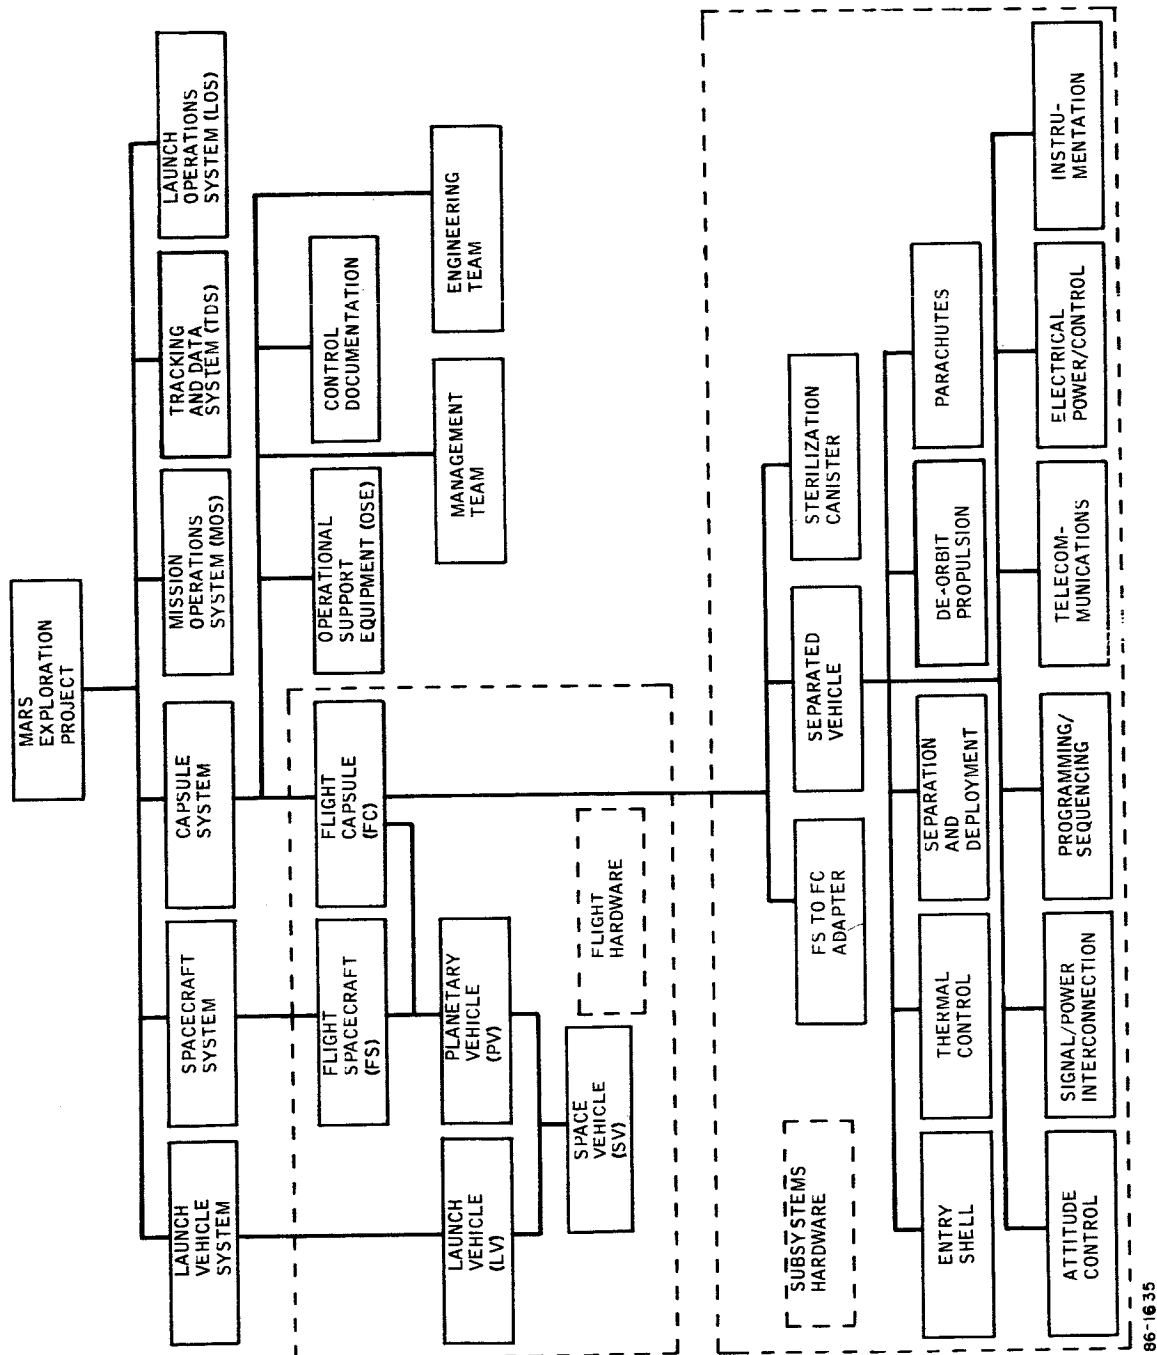 MARS
EXPLORATION
PROJECT
LAUNCH
VEHICLE
SYSTEM
SPACECRAFT
SYSTEM
CAPSULE
SYSTEM
MISSION
OPERATIONS
SYSTEM (MOS)
TRACKING
AND DATA
SYSTEM (TDS)
LAUNCH
OPERATIONS
SYSTEM (LOS)
FLIGHT
SPACECRAFT
(FS)
FLIGHT
CAPSULE
(FC)
OPERATIONAL
SUPPORT
EQUIPMENT (OSE)
CONTROL
DOCUMENTATION
LAUNCH
VEHICLE
(LV)
PLANETARY
VEHICLE
(PV)
MANAGEMENT
TEAM
ENGINEERING
TEAM
SPACE
VEHICLE
(SV)
FLIGHT
HARDWARE
SUBSYSTEMS
HARDWARE
FS TO FC
ADAPTER
SEPARATED
VEHICLE
STERILIZATION
CANISTER
ENTRY
SHELL
THERMAL
CONTROL
SEPARATION
AND
DEPLOYMENT
DE-ORBIT
PROPULSION
PARACHUTES
ATTITUDE
CONTROL
SIGNAL/POWER
INTERCONNECTION
PROGRAMMING/
SEQUENCING
TELECOM-
MUNICATIONS
ELECTRICAL
POWER/CONTROL
INSTRU-
MENTATION
86-1635